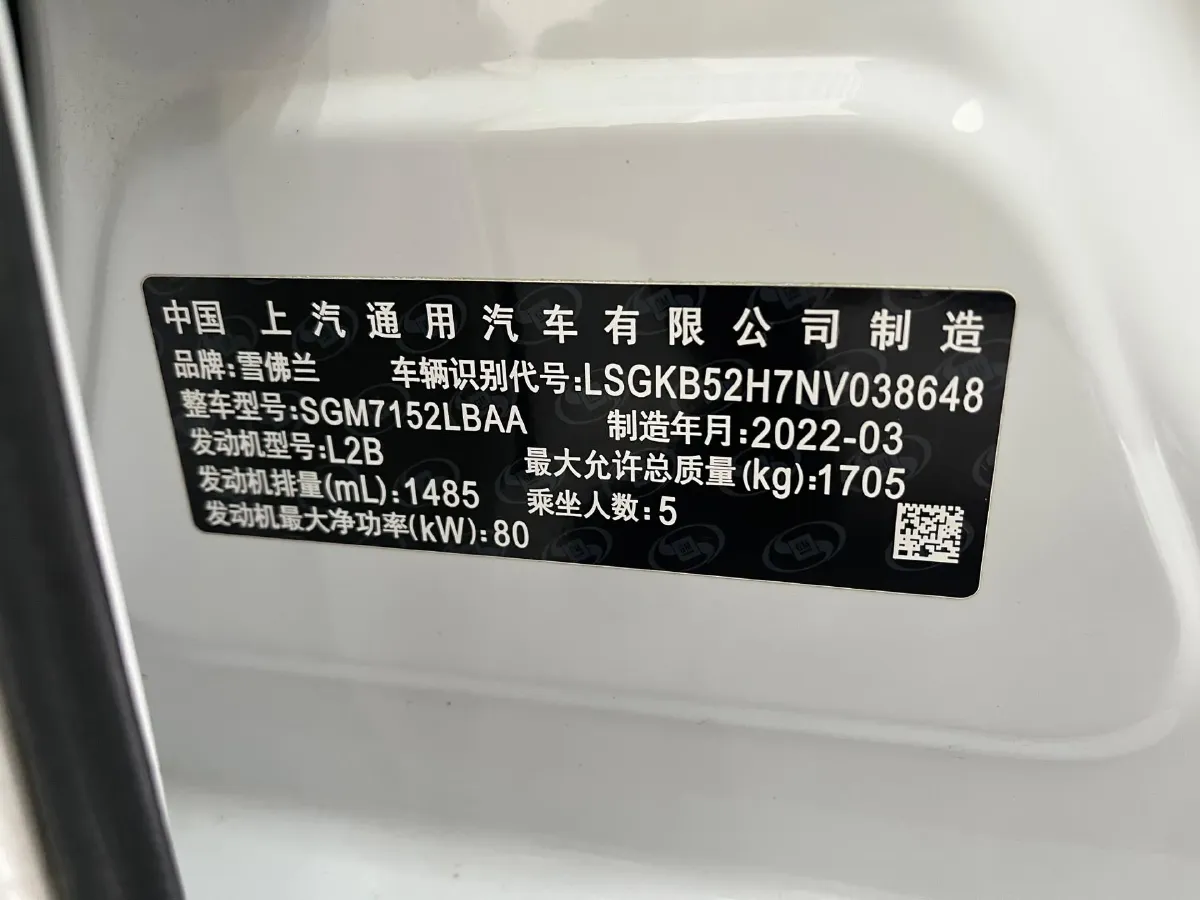 中国 上汽通用汽车有限公司制造
品牌:雪佛兰 车辆识别代号:LSGKB52H7NV038648
整车型号:SGM7152LBAA 制造年月:2022-03
发动机型号:L2B 最大允许总质量(kg):1705
发动机排量(mL):1485 乘坐人数:5
发动机最大净功率(kW):80